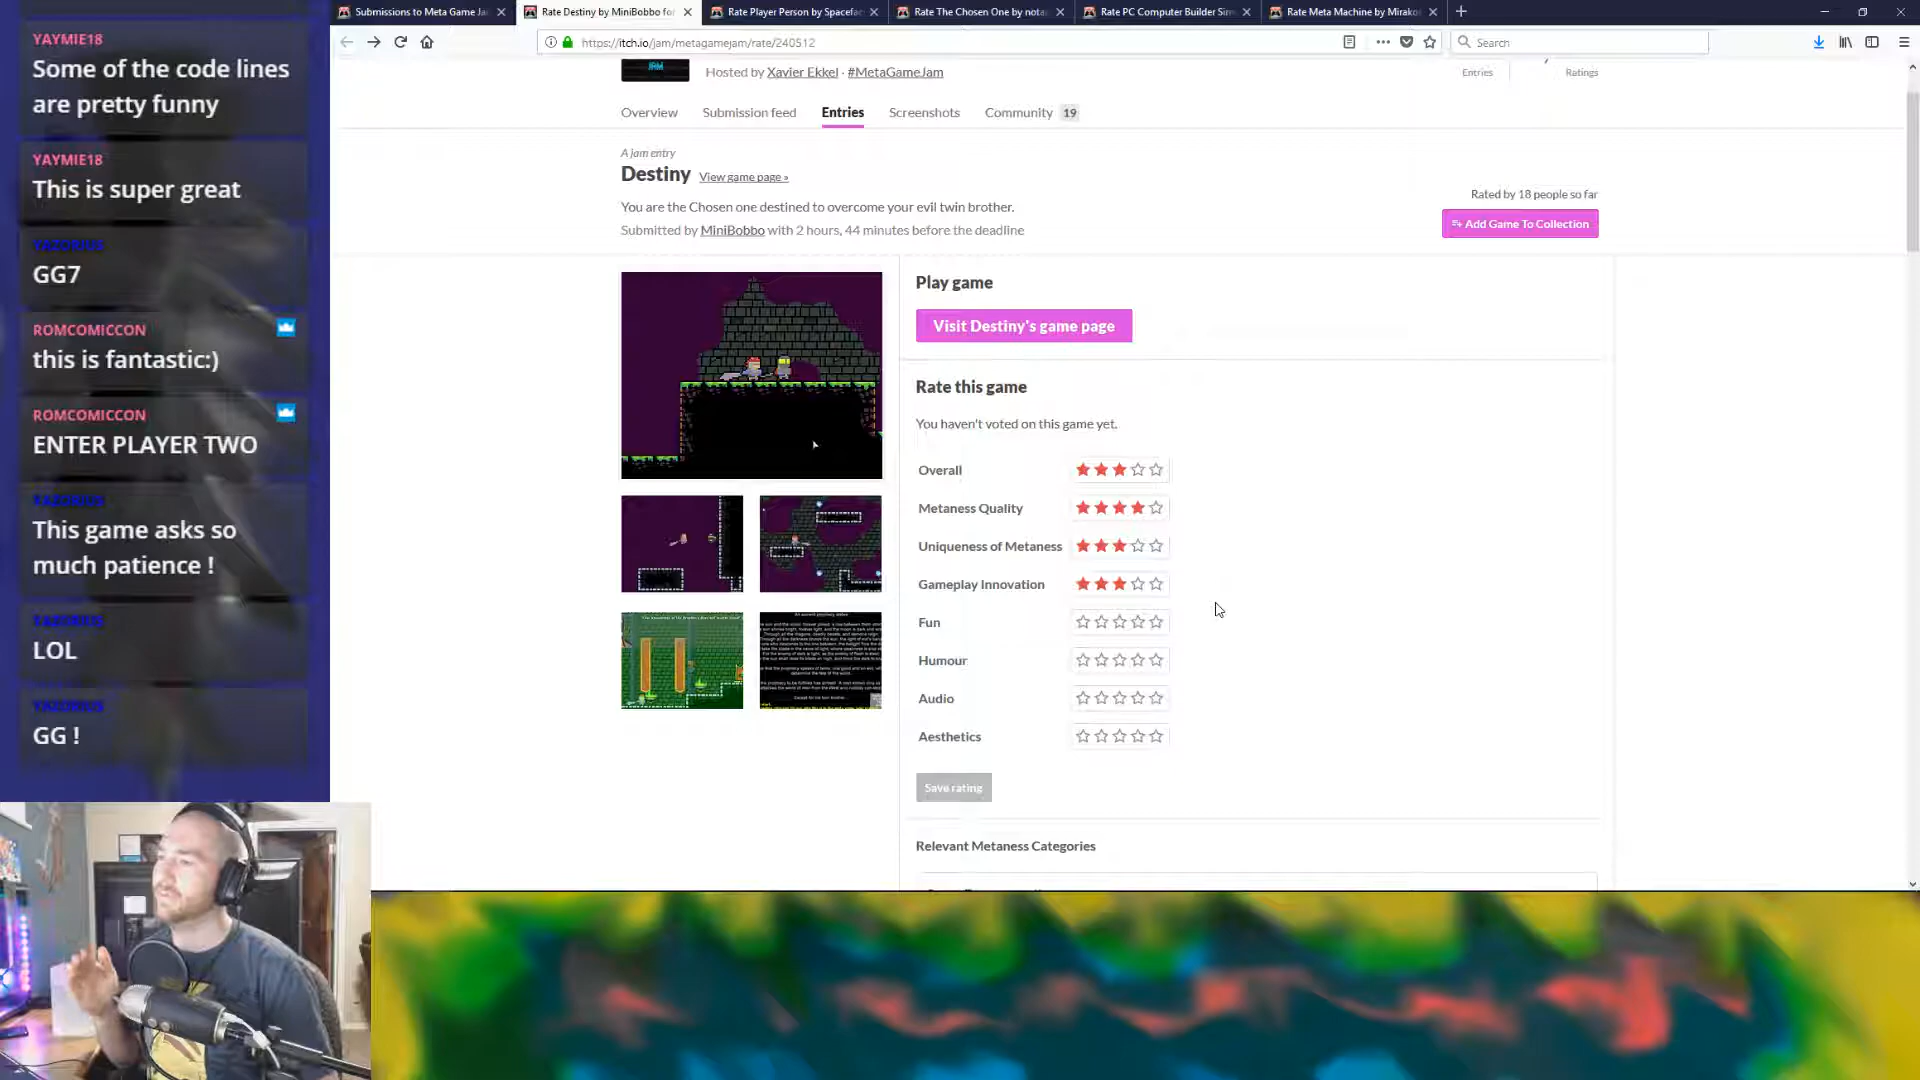 YAYMIE18
Some of the code lines
are pretty funny
YAYMIE18
This is super great
YAZORIUS
GG7
ROMCOMICCON
this is fantastic:)
ROMCOMICCON
ENTER PLAYER TWO
YAZORIUS
This game asks so
much patience !
YAZORIUS
LOL
YAZORIUS
GG !
Submissions to Meta Game Ja
Rate Destiny by MiniBobbo fo
Rate Player Person by Spacefac
Rate The Chosen One by nota
Rate PC Computer Builder Sim
Rate Meta Machine by Mirako
https://itch.io/jam/metagamejam/rate/240512
Search
JAM
Hosted by Xavier Ekkel · #MetaGameJam
Entries
Ratings
Overview
Submission feed
Entries
Screenshots
Community 19
A jam entry
Destiny View game page »
You are the Chosen one destined to overcome your evil twin brother.
Submitted by MiniBobbo with 2 hours, 44 minutes before the deadline
Rated by 18 people so far
Add Game To Collection
Play game
Visit Destiny's game page
Rate this game
You haven't voted on this game yet.
Overall
Metaness Quality
Uniqueness of Metaness
Gameplay Innovation
Fun
Humour
Audio
Aesthetics
Save rating
Relevant Metaness Categories